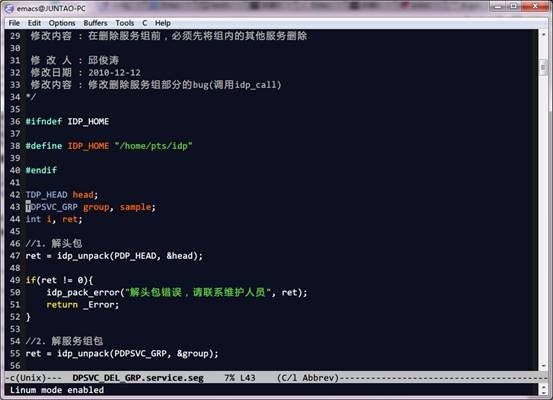 emacs@JUNTAO-PC
File Edit Options Buffers Tools C Help
29 修改内容 : 在删除服务组前，必须先将组内的其他服务删除
30
31 修 改 人 : 邱俊涛
32 修改日期 : 2010-12-12
33 修改内容 : 修改删除服务组部分的bug(调用idp_call)
34 */
35
36 #ifndef IDP_HOME
37
38 #define IDP_HOME "/home/pts/idp"
39
40 #endif
41
42 TDP_HEAD head;
43 TDPSVC_GRP group, sample;
44 int i, ret;
45
46 //1. 解头包
47 ret = idp_unpack(PDP_HEAD, &head);
48
49 if(ret != 0){
50 idp_pack_error("解头包错误，请联系维护人员", ret);
51 return _Error;
52 }
53
54 //2. 解服务组包
55 ret = idp_unpack(PDPSVC_GRP, &group);
56
-c(Unix)--- DPSVC_DEL_GRP.service.seg 7% L43 (C/l Abbrev)
Linum mode enabled